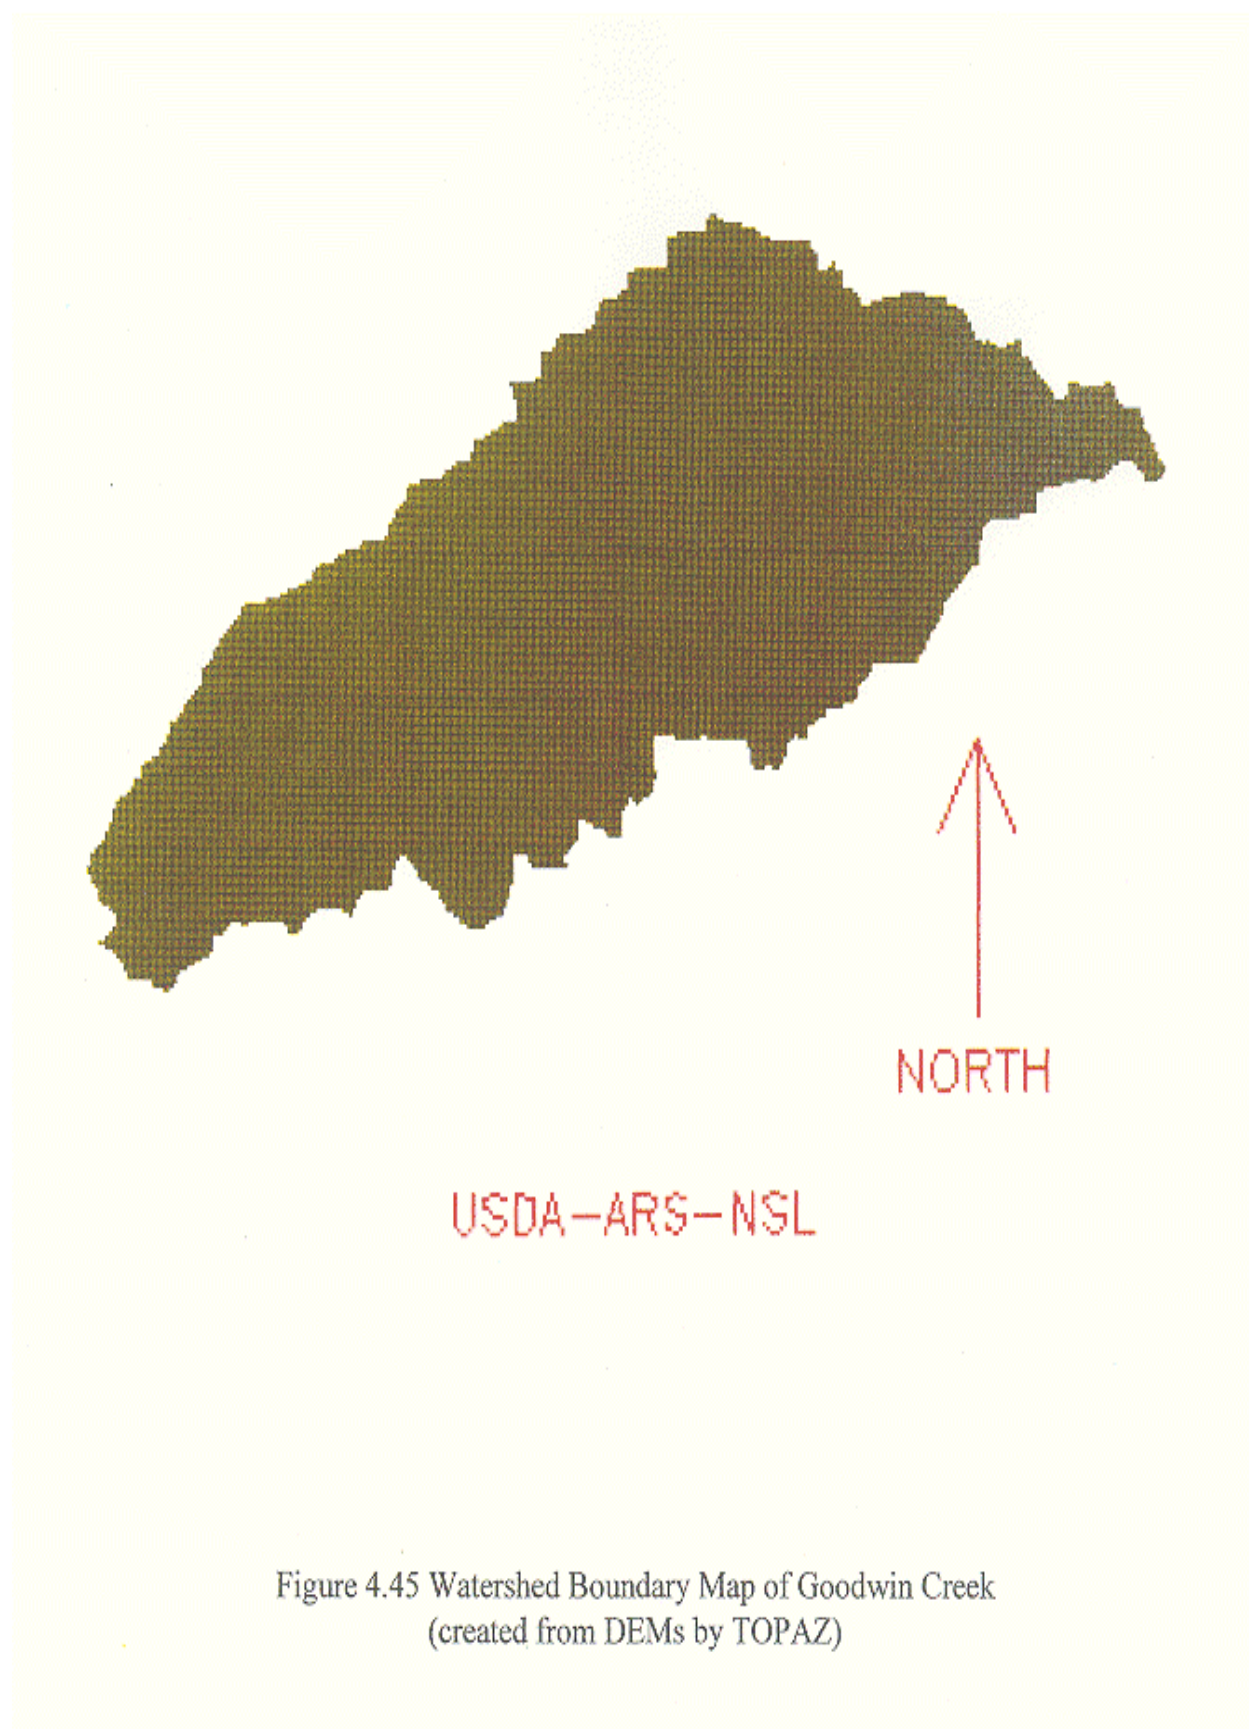 NORTH
USDA-ARS-NSL
Figure 4.45 Watershed Boundary Map of Goodwin Creek
(created from DEMs by TOPAZ)